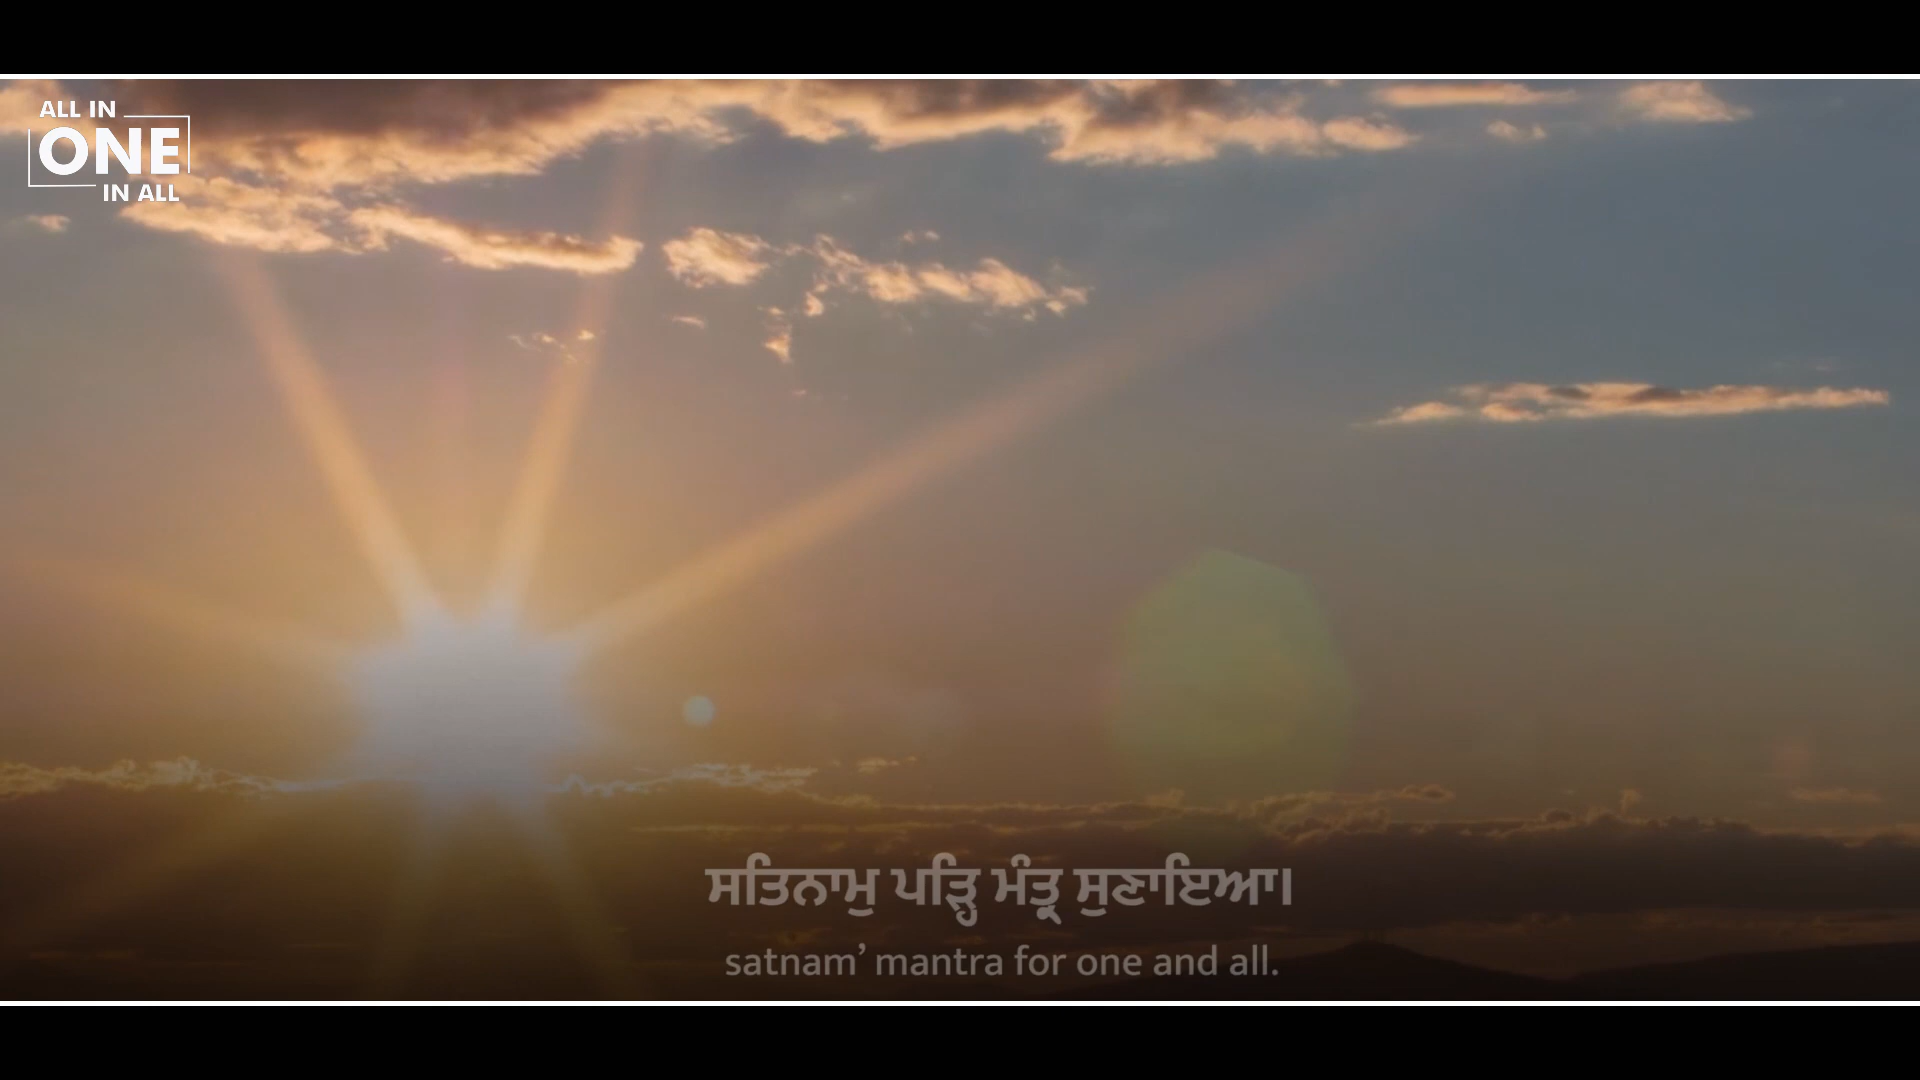 ALL IN
ONE
IN ALL
ਸਤਿਨਾਮੁ ਪੜ੍ਹਿ ਮੰਤ੍ਰ ਸੁਣਾਇਆ।
satnam’ mantra for one and all.